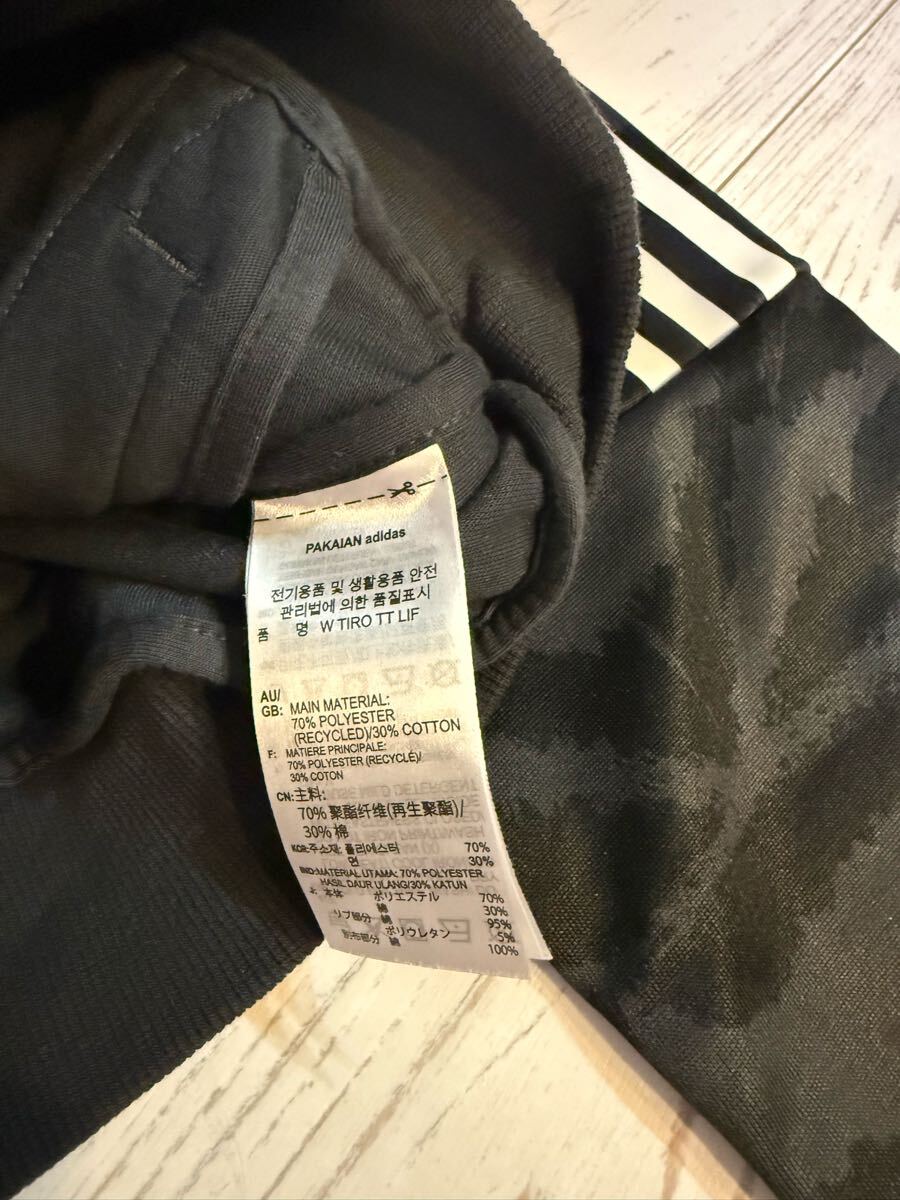 PAKAIAN adidas
전기용품 및 생활용품 안전
관리법에 의한 품질표시
품 명 W TIRO TT LIF
AU/
GB: MAIN MATERIAL:
70% POLYESTER
(RECYCLED)/30% COTTON
F: MATIERE PRINCIPALE:
70% POLYESTER (RECYCLÉ)/
30% COTON
CN:主料:
70% 聚酯纤维(再生聚酯)/
30% 棉
KOR:주소재: 폴리에스터 70%
면 30%
IND:MATERIAL UTAMA: 70% POLYESTER
HASIL DAUR ULANG/30% KATUN
J: 本体 ポリエステル 70%
綿 30%
リブ部分 綿 95%
ポリウレタン 5%
別布部分 綿 100%